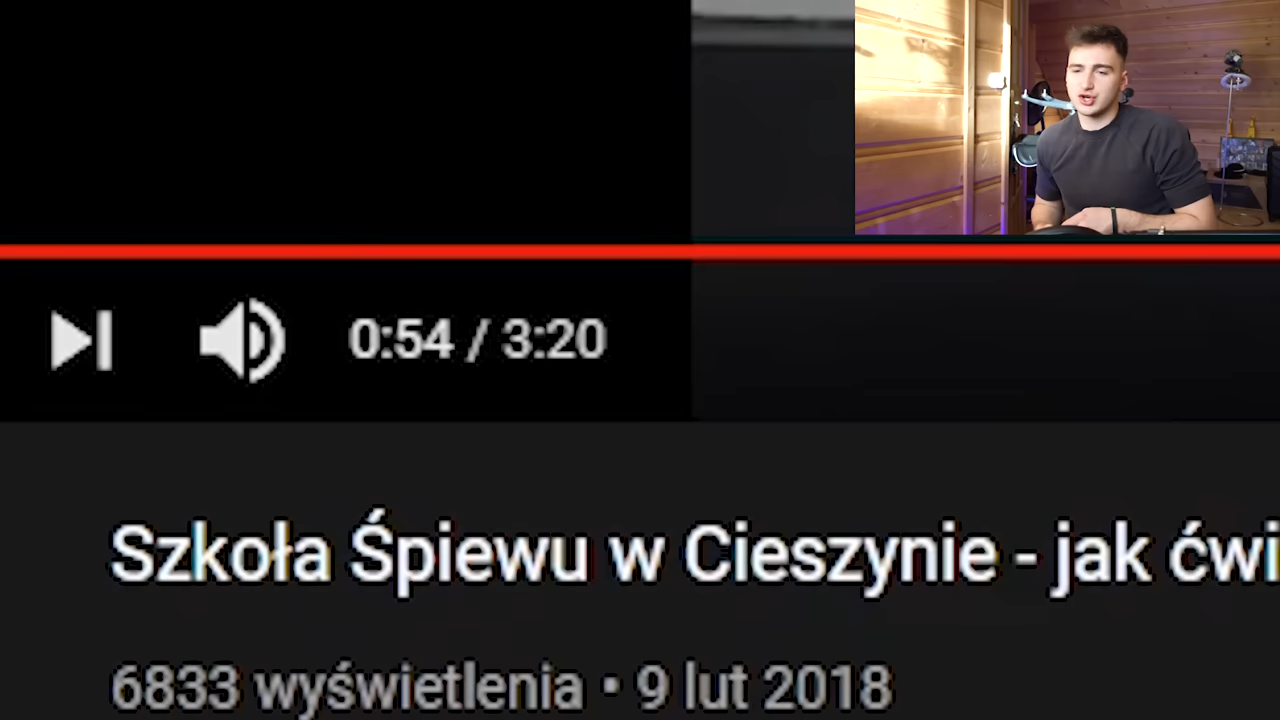 0:54 / 3:20
Szkoła Śpiewu w Cieszynie - jak ćwi
6833 wyświetlenia • 9 lut 2018